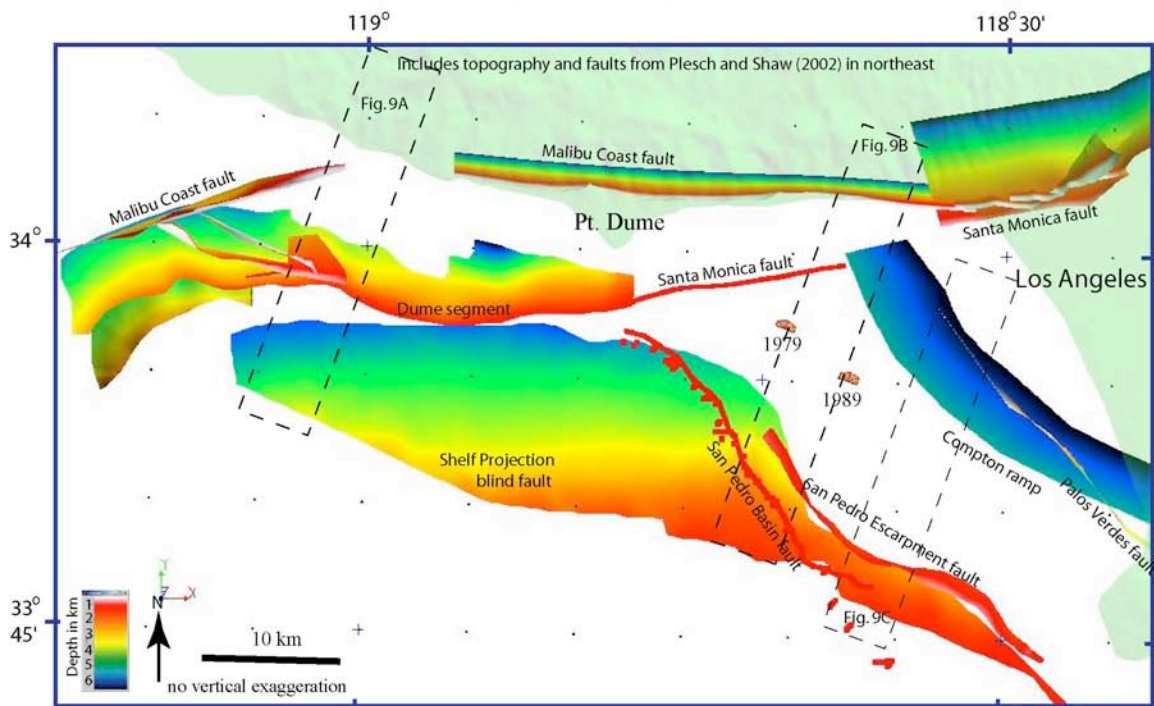 119°
118° 30'
Includes topography and faults from Plesch and Shaw (2002) in northeast
Fig. 9A
Fig.9B
Malibu Coast fault
Malibu Coast fault
Santa Monica fault
34°
Pt. Dume
Santa Monica fault
Los Angeles
Dume segment
1979
1989
Shelf Projection
blind fault
San Pedro Basin fault
San Pedro Escarpment fault
Compton ramp
Palos Verdes fault
Fig. 9C
33°
45'
Depth in km
1
2
3
4
5
6
Y
Z
X
N
10 km
no vertical exaggeration